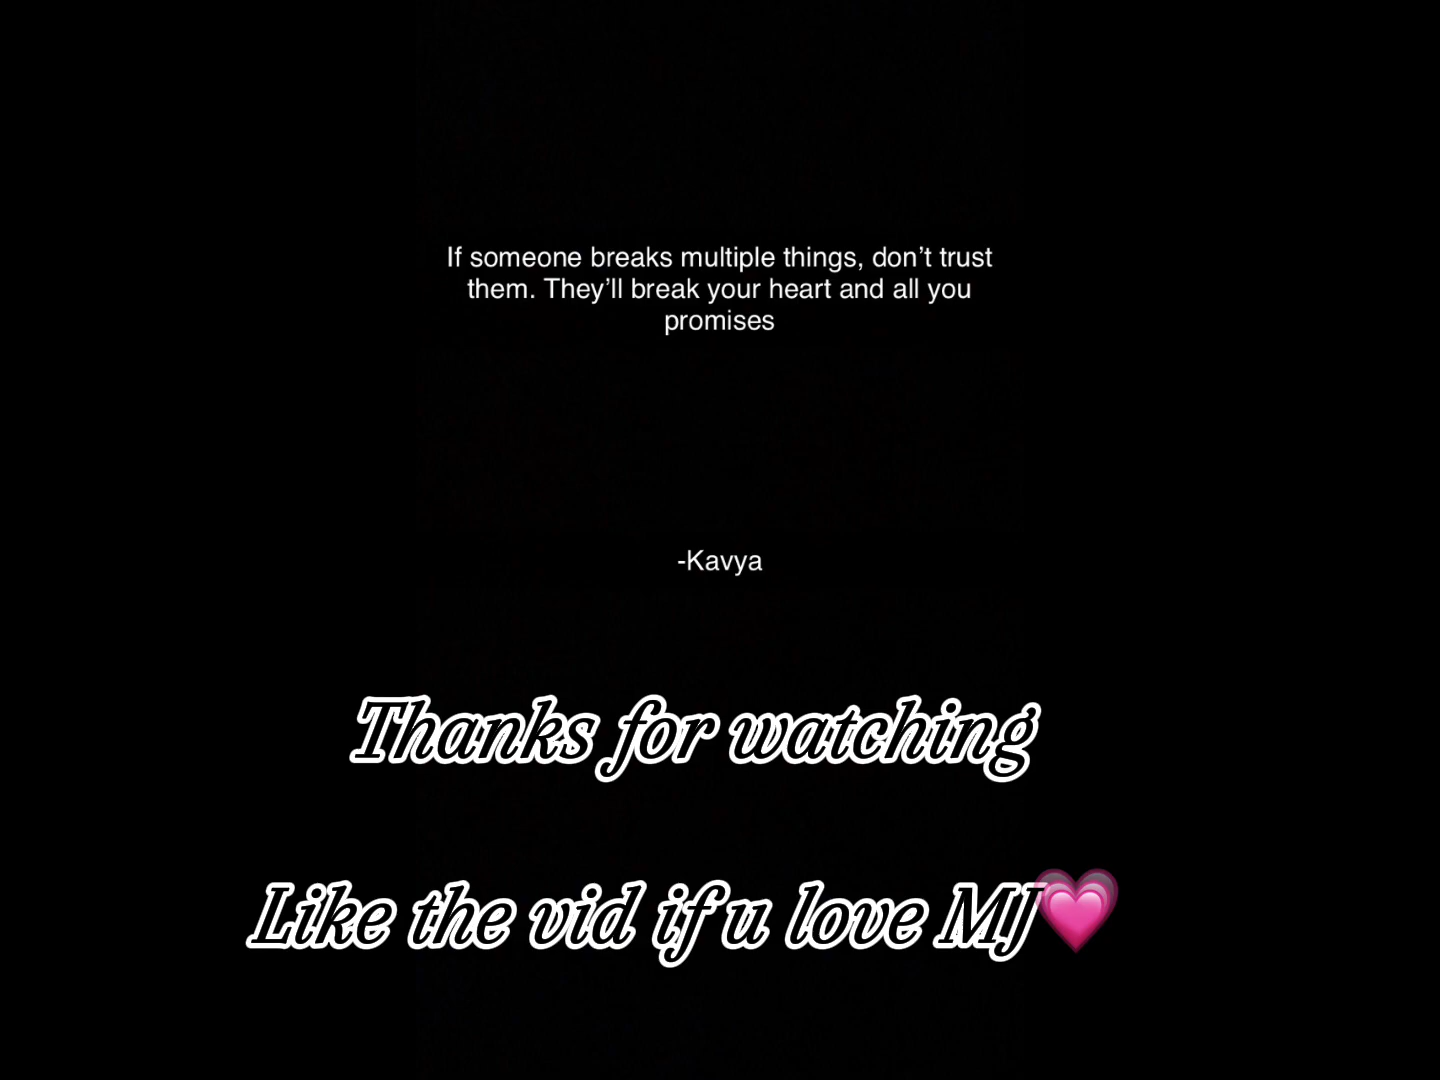 If someone breaks multiple things, don’t trust
them. They’ll break your heart and all you
promises
-Kavya
Thanks for watching
Like the vid if u love MJ💗